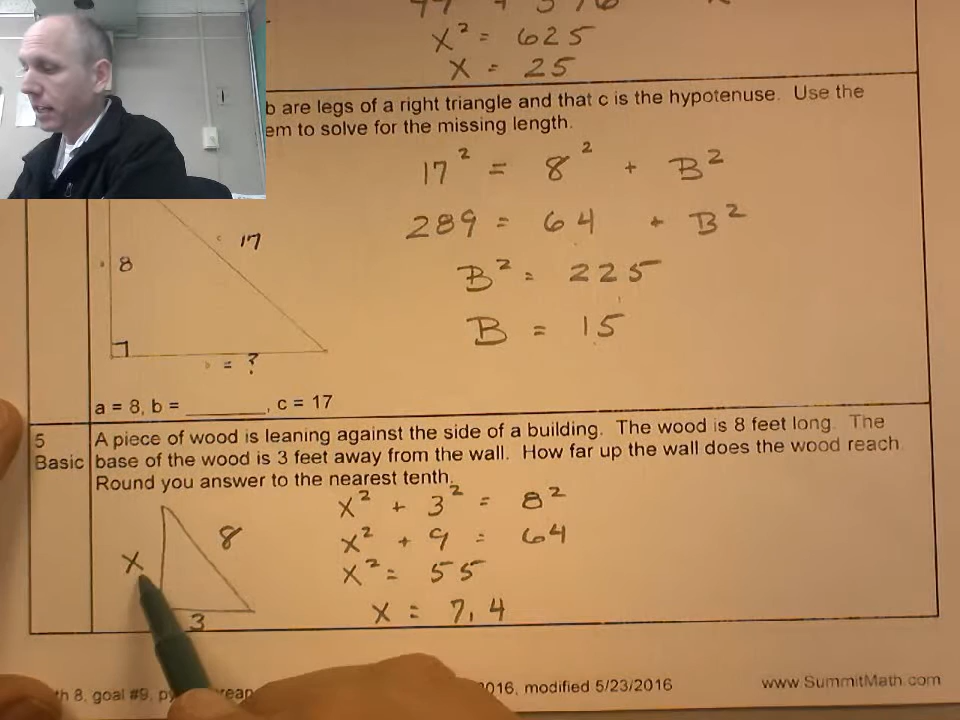 x² = 625
x = 25
b are legs of a right triangle and that c is the hypotenuse. Use the
em to solve for the missing length.
17² = 8² + B²
289 = 64 + B²
B² = 225
B = 15
c 17
8
b = ?
a = 8, b = ________, c = 17
5
Basic
A piece of wood is leaning against the side of a building. The wood is 8 feet long. The
base of the wood is 3 feet away from the wall. How far up the wall does the wood reach.
Round you answer to the nearest tenth.
x² + 3² = 8²
x² + 9 = 64
x² = 55
x = 7.4
x
8
3
th 8, goal #9, 2016, modified 5/23/2016
www.SummitMath.com